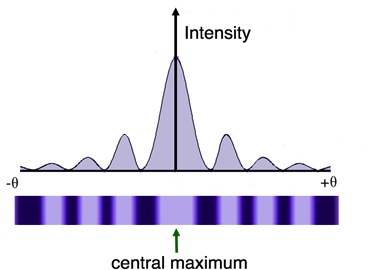 Intensity
-θ
+θ
central maximum